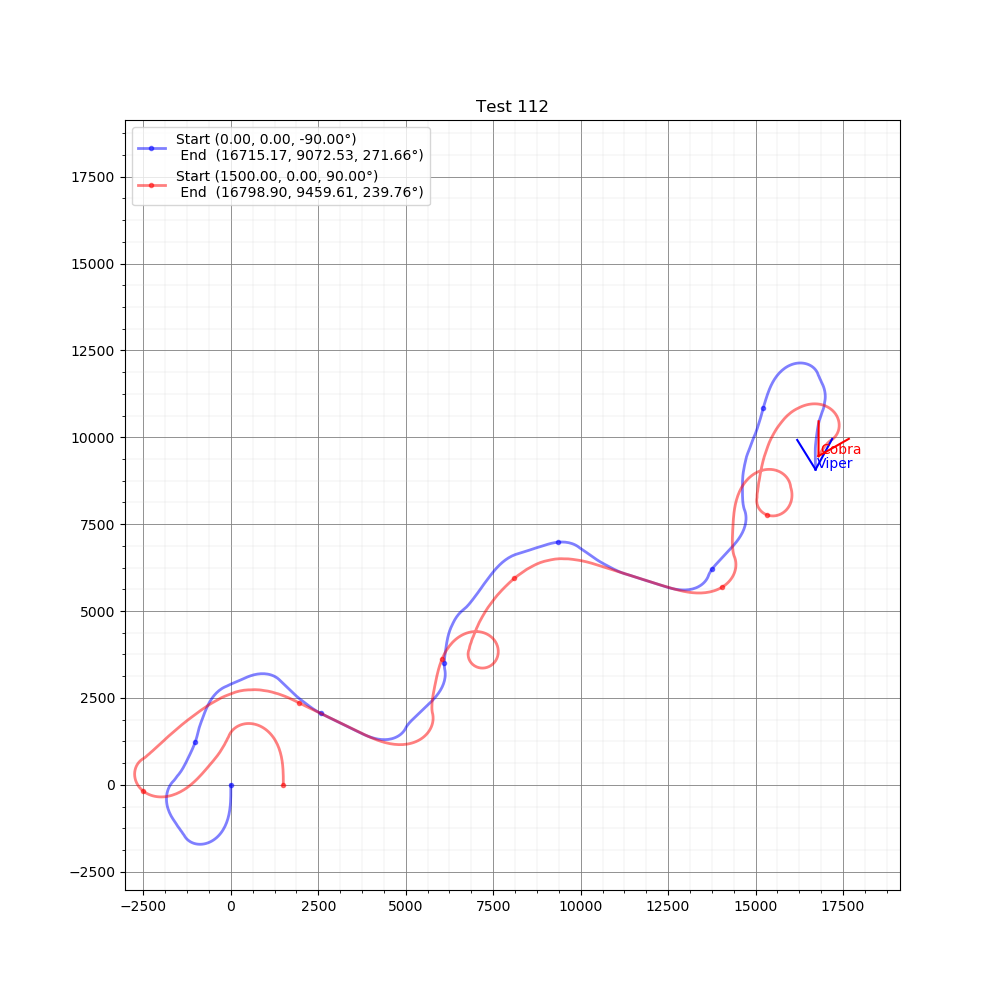 Test 112
Start (0.00, 0.00, -90.00°)
End (16715.17, 9072.53, 271.66°)
Start (1500.00, 0.00, 90.00°)
End (16798.90, 9459.61, 239.76°)
17500
15000
12500
10000
7500
5000
2500
0
−2500
Cobra
Viper
−2500 0 2500 5000 7500 10000 12500 15000 17500